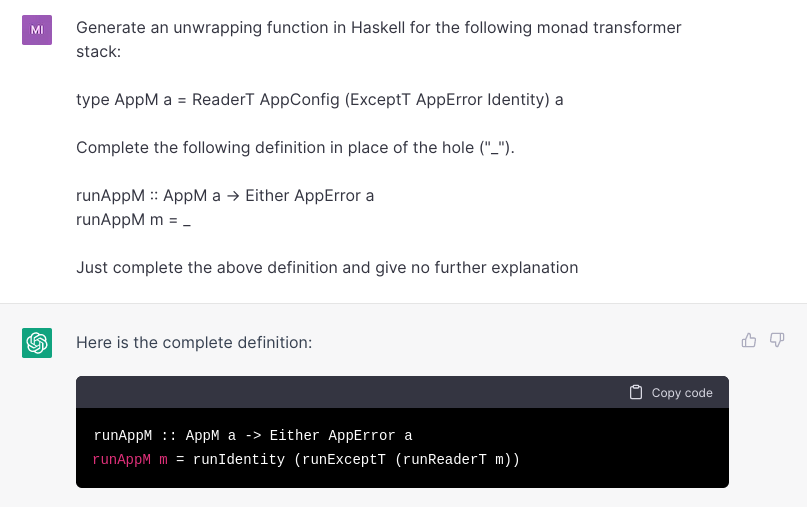 MI
Generate an unwrapping function in Haskell for the following monad transformer
stack:
type AppM a = ReaderT AppConfig (ExceptT AppError Identity) a
Complete the following definition in place of the hole ("_").
runAppM :: AppM a → Either AppError a
runAppM m = _
Just complete the above definition and give no further explanation
Here is the complete definition:
Copy code
runAppM :: AppM a -> Either AppError a
runAppM m = runIdentity (runExceptT (runReaderT m))